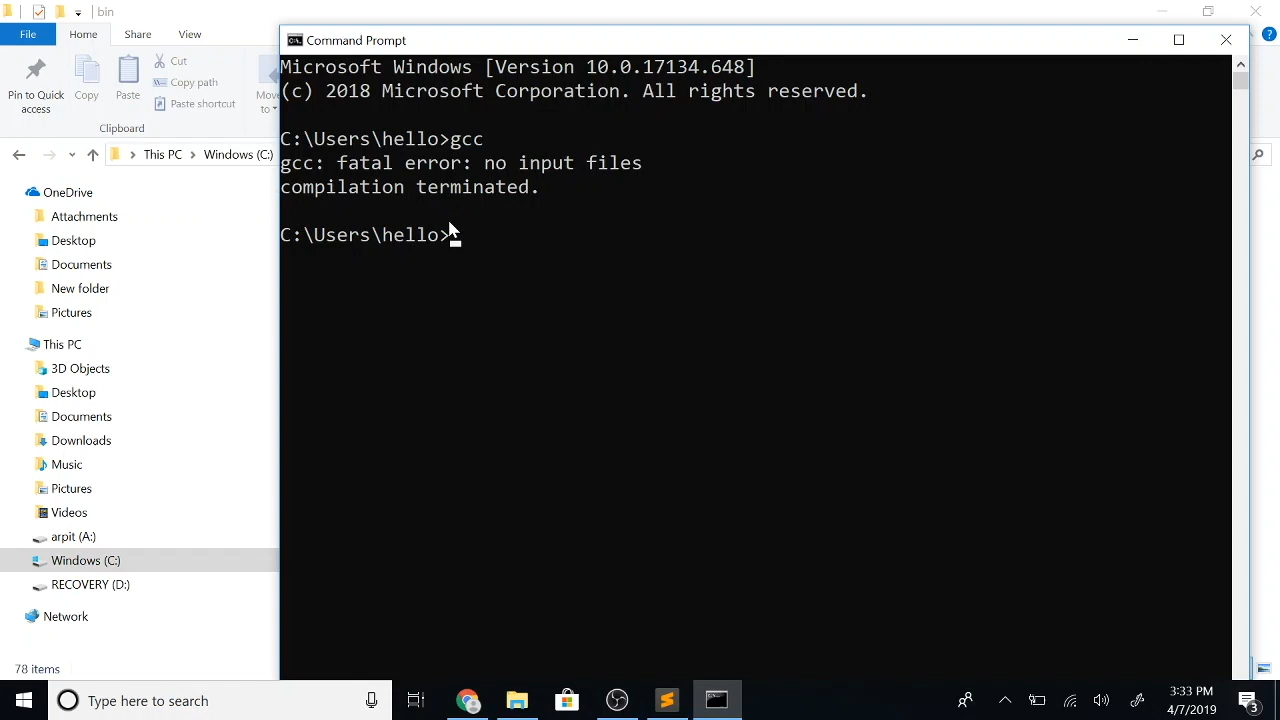 bin
File
Home
Share
View
Pin to Quick access
Copy
Paste
Cut
Copy path
Paste shortcut
Move to
Clipboard
This PC
Windows (C:)
OneDrive
Attachments
Desktop
Documents
New folder
Pictures
This PC
3D Objects
Desktop
Documents
Downloads
Music
Pictures
Videos
arpit (A:)
Windows (C:)
RECOVERY (D:)
Network
78 items
Command Prompt
Microsoft Windows [Version 10.0.17134.648]
(c) 2018 Microsoft Corporation. All rights reserved.
C:\Users\hello>gcc
gcc: fatal error: no input files
compilation terminated.
C:\Users\hello>
Type here to search
3:33 PM
4/7/2019
3